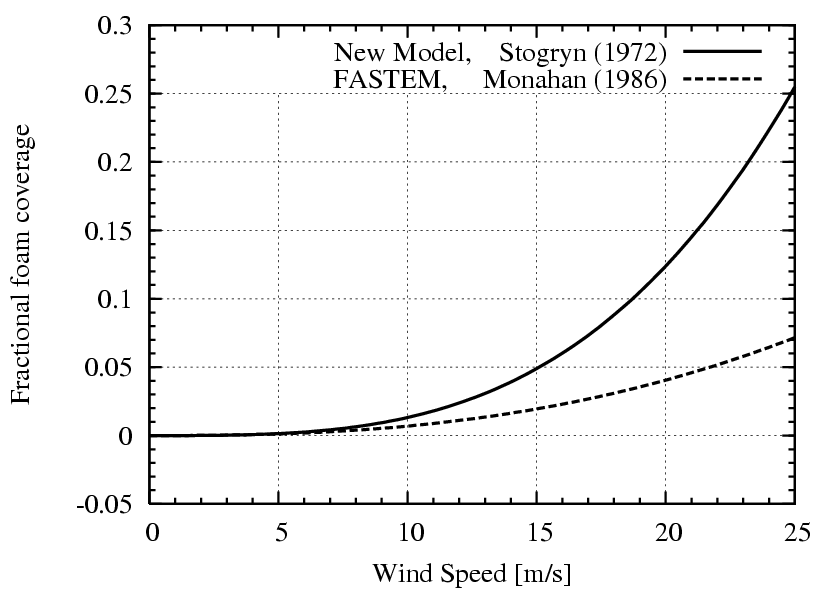 0.3
New Model, Stogryn (1972)
FASTEM, Monahan (1986)
0.25
0.2
0.15
0.1
0.05
0
-0.05
Fractional foam coverage
0 5 10 15 20 25
Wind Speed [m/s]